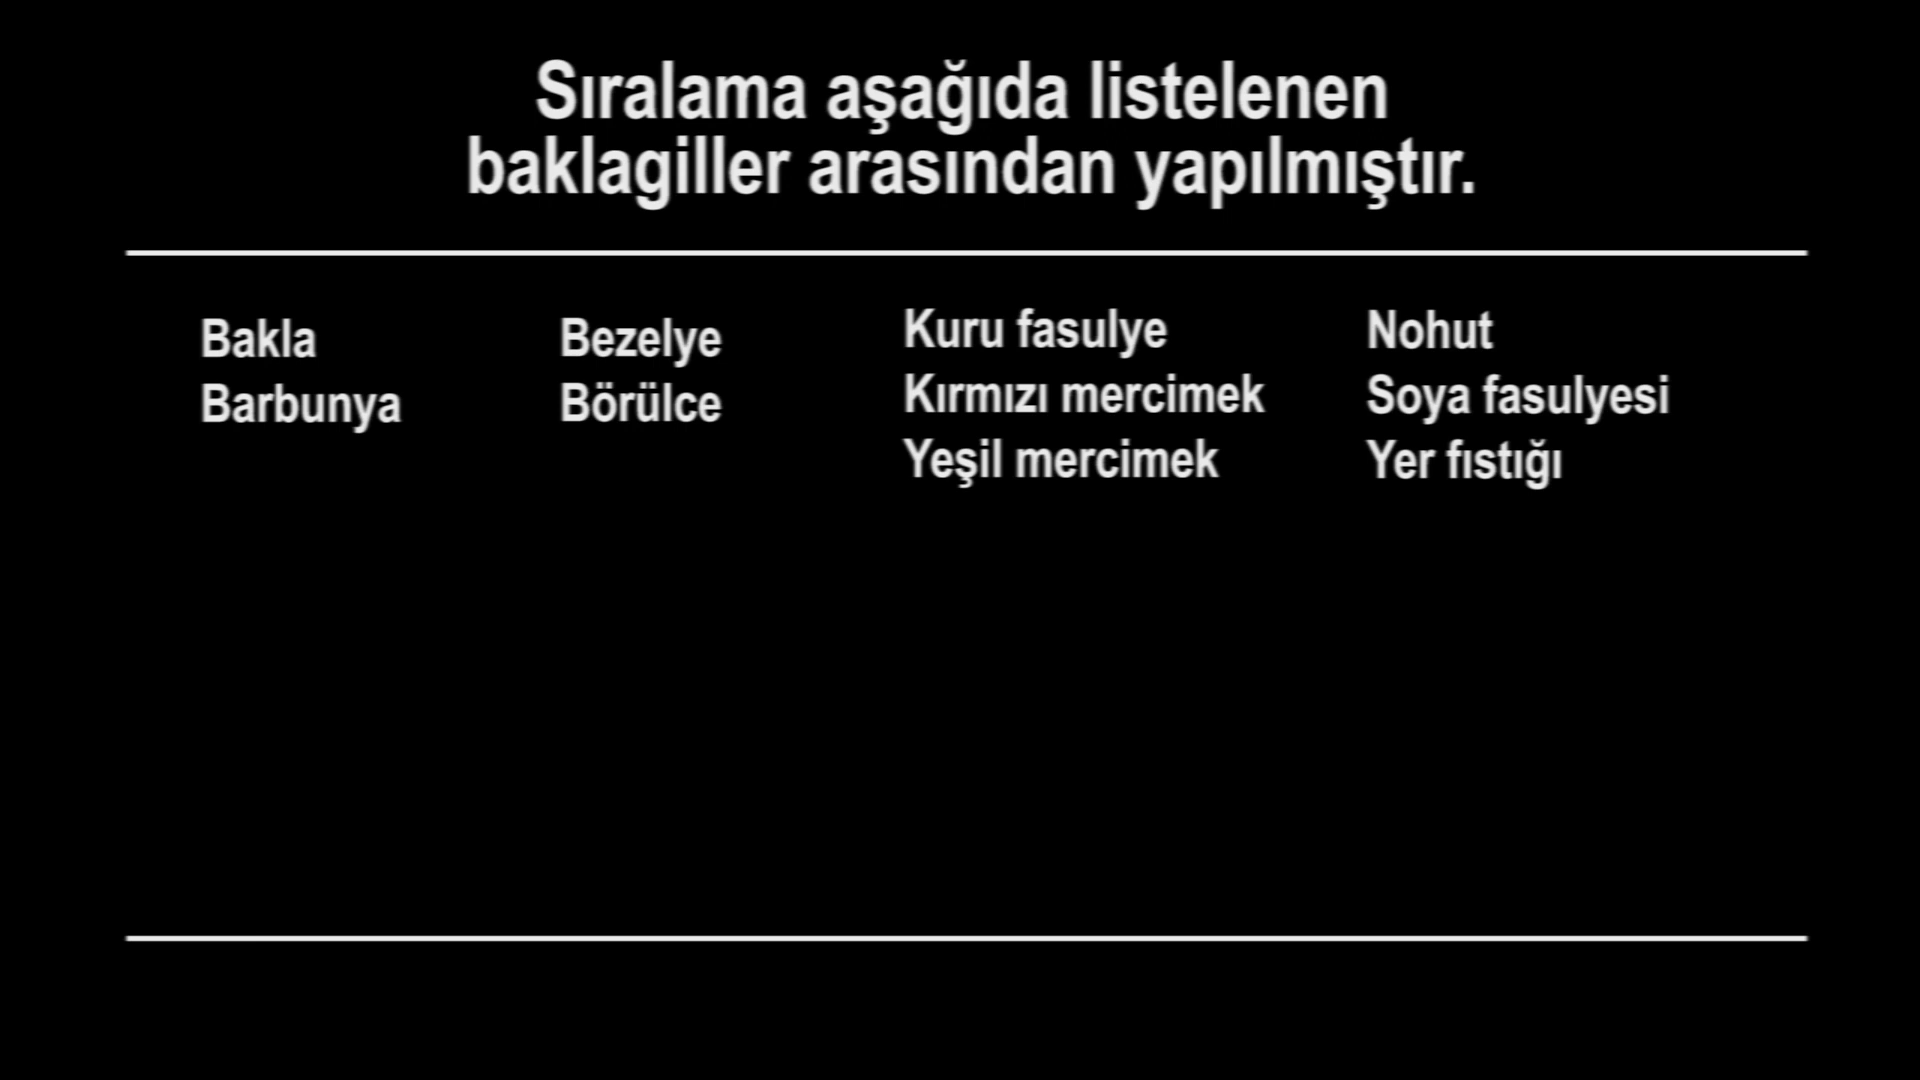 Sıralama aşağıda listelenen
baklagiller arasından yapılmıştır.
Bakla
Barbunya
Bezelye
Börülce
Kuru fasulye
Kırmızı mercimek
Yeşil mercimek
Nohut
Soya fasulyesi
Yer fıstığı